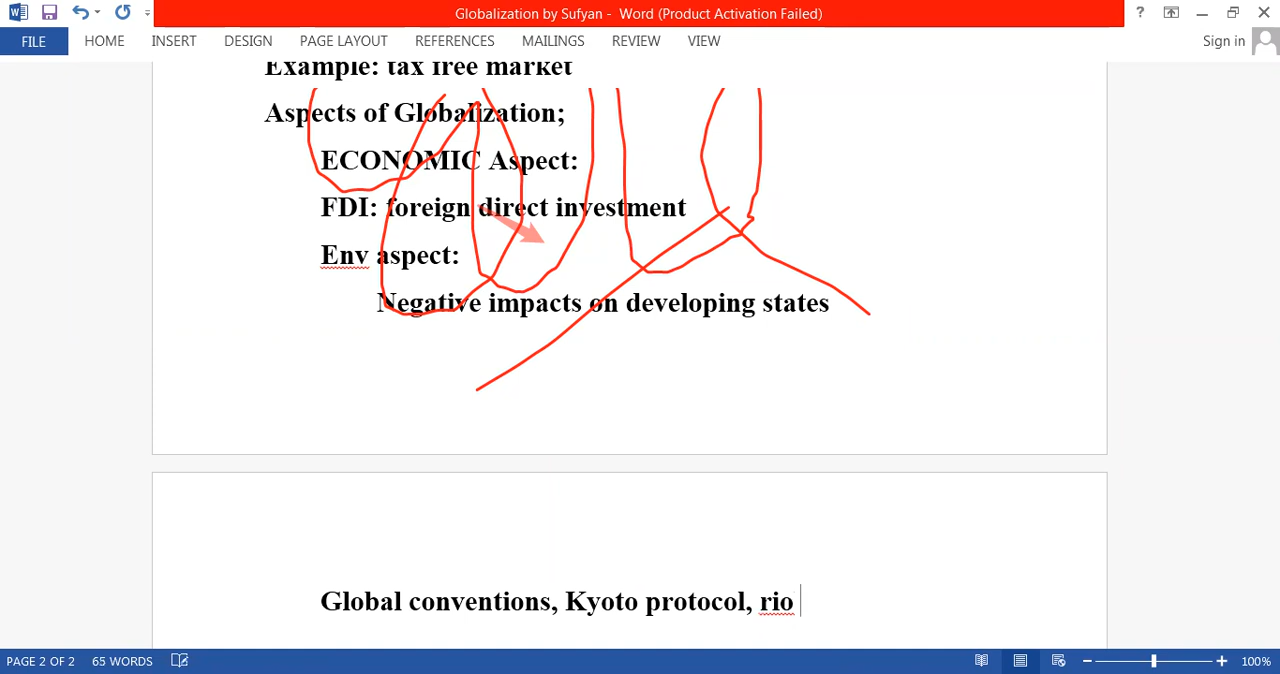 Globalization by Sufyan - Word (Product Activation Failed)
?
FILE HOME INSERT DESIGN PAGE LAYOUT REFERENCES MAILINGS REVIEW VIEW Sign in
Example: tax free market
Aspects of Globalization;
ECONOMIC Aspect:
FDI: foreign direct investment
Env aspect:
Negative impacts on developing states
Global conventions, Kyoto protocol, rio
PAGE 2 OF 2 65 WORDS 100%